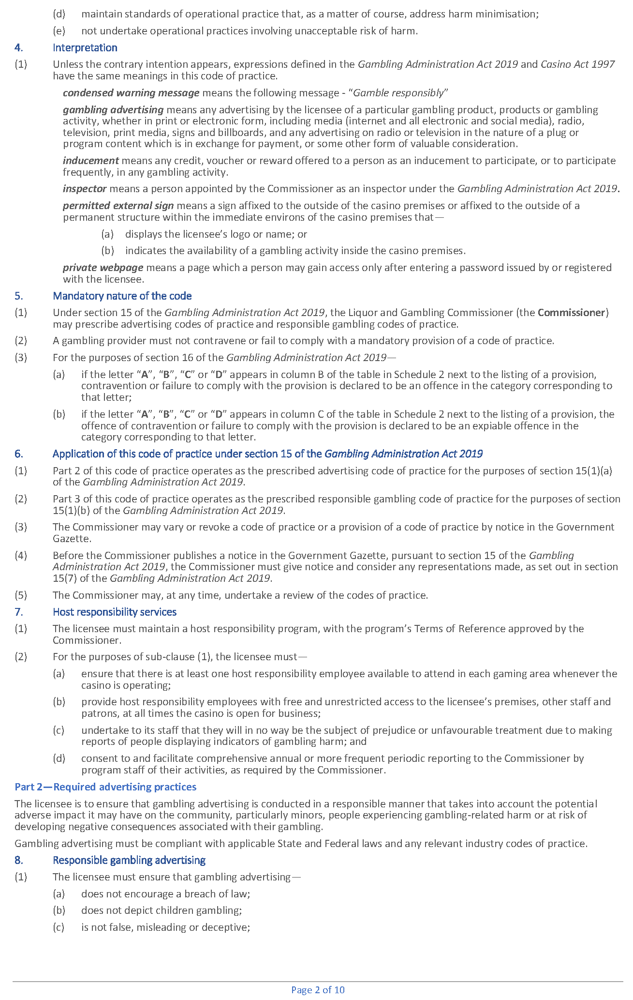 (d) maintain standards of operational practice that, as a matter of course, address harm minimisation;
(e) not undertake operational practices involving unacceptable risk of harm.
4. Interpretation
(1) Unless the contrary intention appears, expressions defined in the Gambling Administration Act 2019 and Casino Act 1997
have the same meanings in this code of practice.
condensed warning message means the following message - “Gamble responsibly”
gambling advertising means any advertising by the licensee of a particular gambling product, products or gambling
activity, whether in print or electronic form, including media (internet and all electronic and social media), radio,
television, print media, signs and billboards, and any advertising on radio or television in the nature of a plug or
program content which is in exchange for payment, or some other form of valuable consideration.
inducement means any credit, voucher or reward offered to a person as an inducement to participate, or to participate
frequently, in any gambling activity.
inspector means a person appointed by the Commissioner as an inspector under the Gambling Administration Act 2019.
permitted external sign means a sign affixed to the outside of the casino premises or affixed to the outside of a
permanent structure within the immediate environs of the casino premises that—
(a) displays the licensee’s logo or name; or
(b) indicates the availability of a gambling activity inside the casino premises.
private webpage means a page which a person may gain access only after entering a password issued by or registered
with the licensee.
5. Mandatory nature of the code
(1) Under section 15 of the Gambling Administration Act 2019, the Liquor and Gambling Commissioner (the Commissioner)
may prescribe advertising codes of practice and responsible gambling codes of practice.
(2) A gambling provider must not contravene or fail to comply with a mandatory provision of a code of practice.
(3) For the purposes of section 16 of the Gambling Administration Act 2019—
(a) if the letter “A”, “B”, “C” or “D” appears in column B of the table in Schedule 2 next to the listing of a provision,
contravention or failure to comply with the provision is declared to be an offence in the category corresponding to
that letter;
(b) if the letter “A”, “B”, “C” or “D” appears in column C of the table in Schedule 2 next to the listing of a provision, the
offence of contravention or failure to comply with the provision is declared to be an expiable offence in the
category corresponding to that letter.
6. Application of this code of practice under section 15 of the Gambling Administration Act 2019
(1) Part 2 of this code of practice operates as the prescribed advertising code of practice for the purposes of section 15(1)(a)
of the Gambling Administration Act 2019.
(2) Part 3 of this code of practice operates as the prescribed responsible gambling code of practice for the purposes of section
15(1)(b) of the Gambling Administration Act 2019.
(3) The Commissioner may vary or revoke a code of practice or a provision of a code of practice by notice in the Government
Gazette.
(4) Before the Commissioner publishes a notice in the Government Gazette, pursuant to section 15 of the Gambling
Administration Act 2019, the Commissioner must give notice and consider any representations made, as set out in section
15(7) of the Gambling Administration Act 2019.
(5) The Commissioner may, at any time, undertake a review of the codes of practice.
7. Host responsibility services
(1) The licensee must maintain a host responsibility program, with the program’s Terms of Reference approved by the
Commissioner.
(2) For the purposes of sub-clause (1), the licensee must—
(a) ensure that there is at least one host responsibility employee available to attend in each gaming area whenever the
casino is operating;
(b) provide host responsibility employees with free and unrestricted access to the licensee’s premises, other staff and
patrons, at all times the casino is open for business;
(c) undertake to its staff that they will in no way be the subject of prejudice or unfavourable treatment due to making
reports of people displaying indicators of gambling harm; and
(d) consent to and facilitate comprehensive annual or more frequent periodic reporting to the Commissioner by
program staff of their activities, as required by the Commissioner.
Part 2—Required advertising practices
The licensee is to ensure that gambling advertising is conducted in a responsible manner that takes into account the potential
adverse impact it may have on the community, particularly minors, people experiencing gambling-related harm or at risk of
developing negative consequences associated with their gambling.
Gambling advertising must be compliant with applicable State and Federal laws and any relevant industry codes of practice.
8. Responsible gambling advertising
(1) The licensee must ensure that gambling advertising—
(a) does not encourage a breach of law;
(b) does not depict children gambling;
(c) is not false, misleading or deceptive;
Page 2 of 10